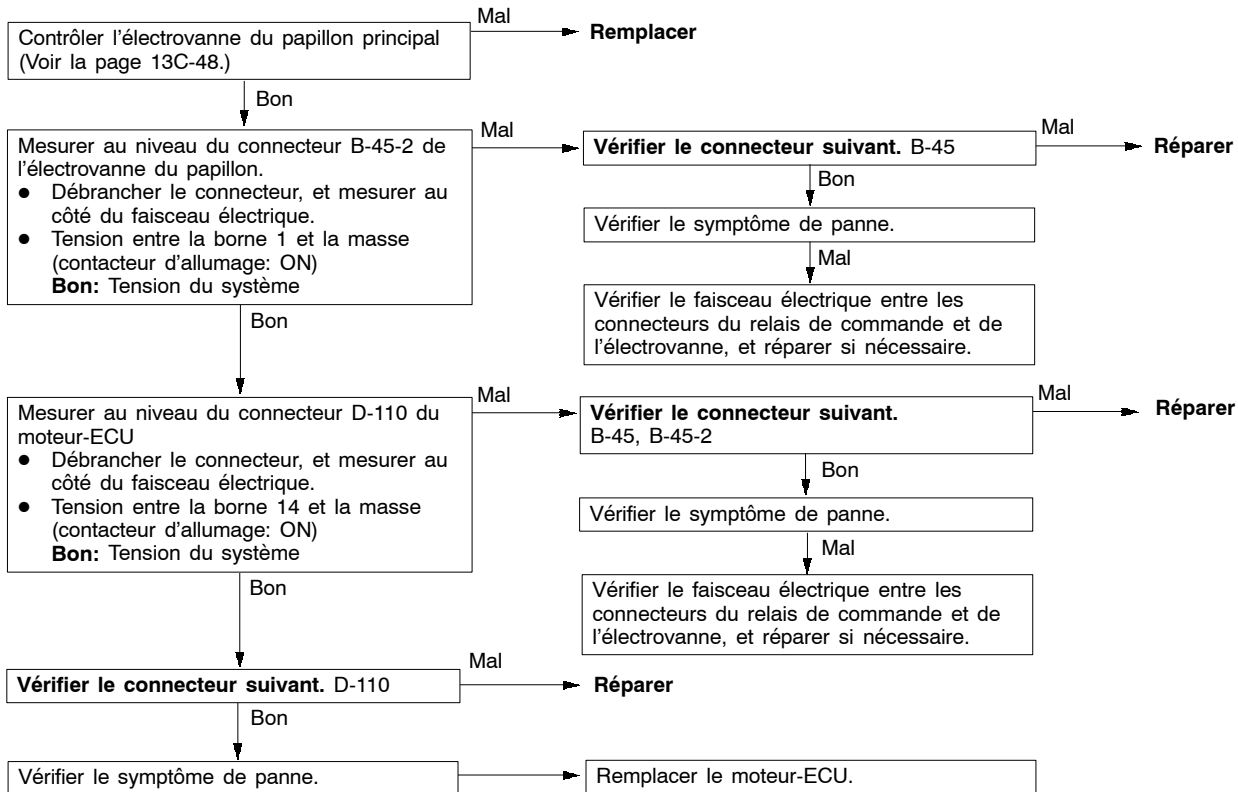 Contrôler l'électrovanne du papillon principal
(Voir la page 13C-48.)
Mal
Remplacer
Bon
Mesurer au niveau du connecteur B-45-2 de
l'électrovanne du papillon.
● Débrancher le connecteur, et mesurer au
côté du faisceau électrique.
● Tension entre la borne 1 et la masse
(contacteur d'allumage: ON)
Bon: Tension du système
Mal
Vérifier le connecteur suivant. B-45
Mal
Réparer
Bon
Vérifier le symptôme de panne.
Mal
Vérifier le faisceau électrique entre les
connecteurs du relais de commande et de
l'électrovanne, et réparer si nécessaire.
Bon
Mesurer au niveau du connecteur D-110 du
moteur-ECU
● Débrancher le connecteur, et mesurer au
côté du faisceau électrique.
● Tension entre la borne 14 et la masse
(contacteur d'allumage: ON)
Bon: Tension du système
Mal
Vérifier le connecteur suivant.
B-45, B-45-2
Mal
Réparer
Bon
Vérifier le symptôme de panne.
Mal
Vérifier le faisceau électrique entre les
connecteurs du relais de commande et de
l'électrovanne, et réparer si nécessaire.
Bon
Vérifier le connecteur suivant. D-110
Mal
Réparer
Bon
Vérifier le symptôme de panne.
Remplacer le moteur-ECU.